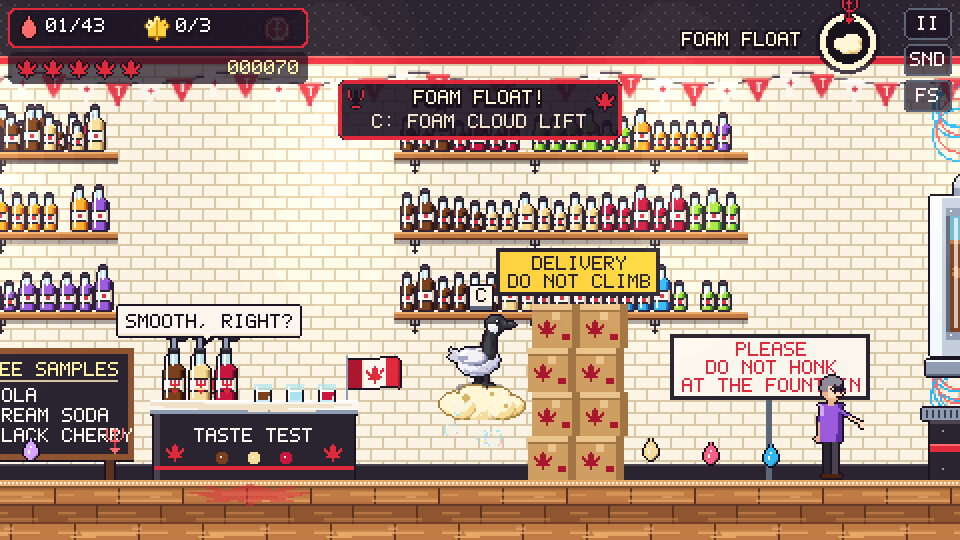 01/43
0/3
000070
FOAM FLOAT
II
SND
FS
FOAM FLOAT!
C: FOAM CLOUD LIFT
DELIVERY
DO NOT CLIMB
C
SMOOTH, RIGHT?
EE SAMPLES
OLA
REAM SODA
LACK CHERRY
TASTE TEST
PLEASE
DO NOT HONK
AT THE FOUNTAIN